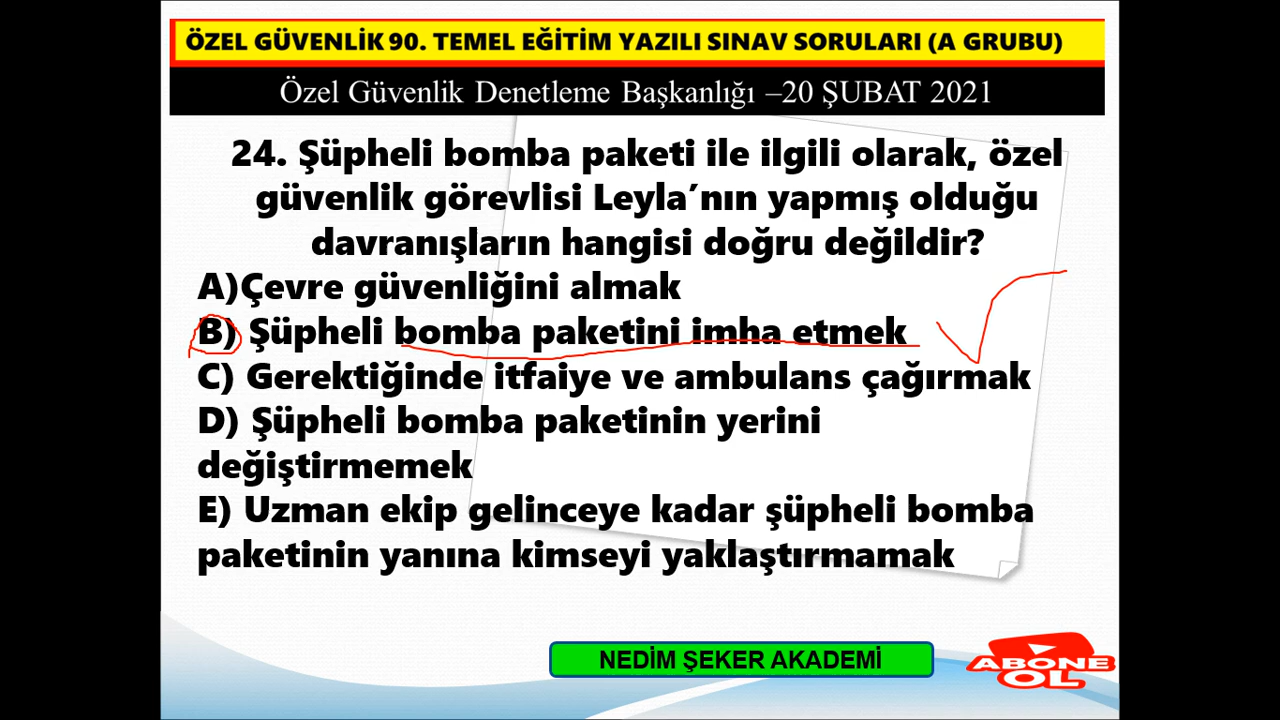 ÖZEL GÜVENLİK 90. TEMEL EĞİTİM YAZILI SINAV SORULARI (A GRUBU)
Özel Güvenlik Denetleme Başkanlığı –20 ŞUBAT 2021
24. Şüpheli bomba paketi ile ilgili olarak, özel
güvenlik görevlisi Leyla’nın yapmış olduğu
davranışların hangisi doğru değildir?
A)Çevre güvenliğini almak
B) Şüpheli bomba paketini imha etmek
C) Gerektiğinde itfaiye ve ambulans çağırmak
D) Şüpheli bomba paketinin yerini
değiştirmemek
E) Uzman ekip gelinceye kadar şüpheli bomba
paketinin yanına kimseyi yaklaştırmamak
NEDİM ŞEKER AKADEMİ
ABONE
OL